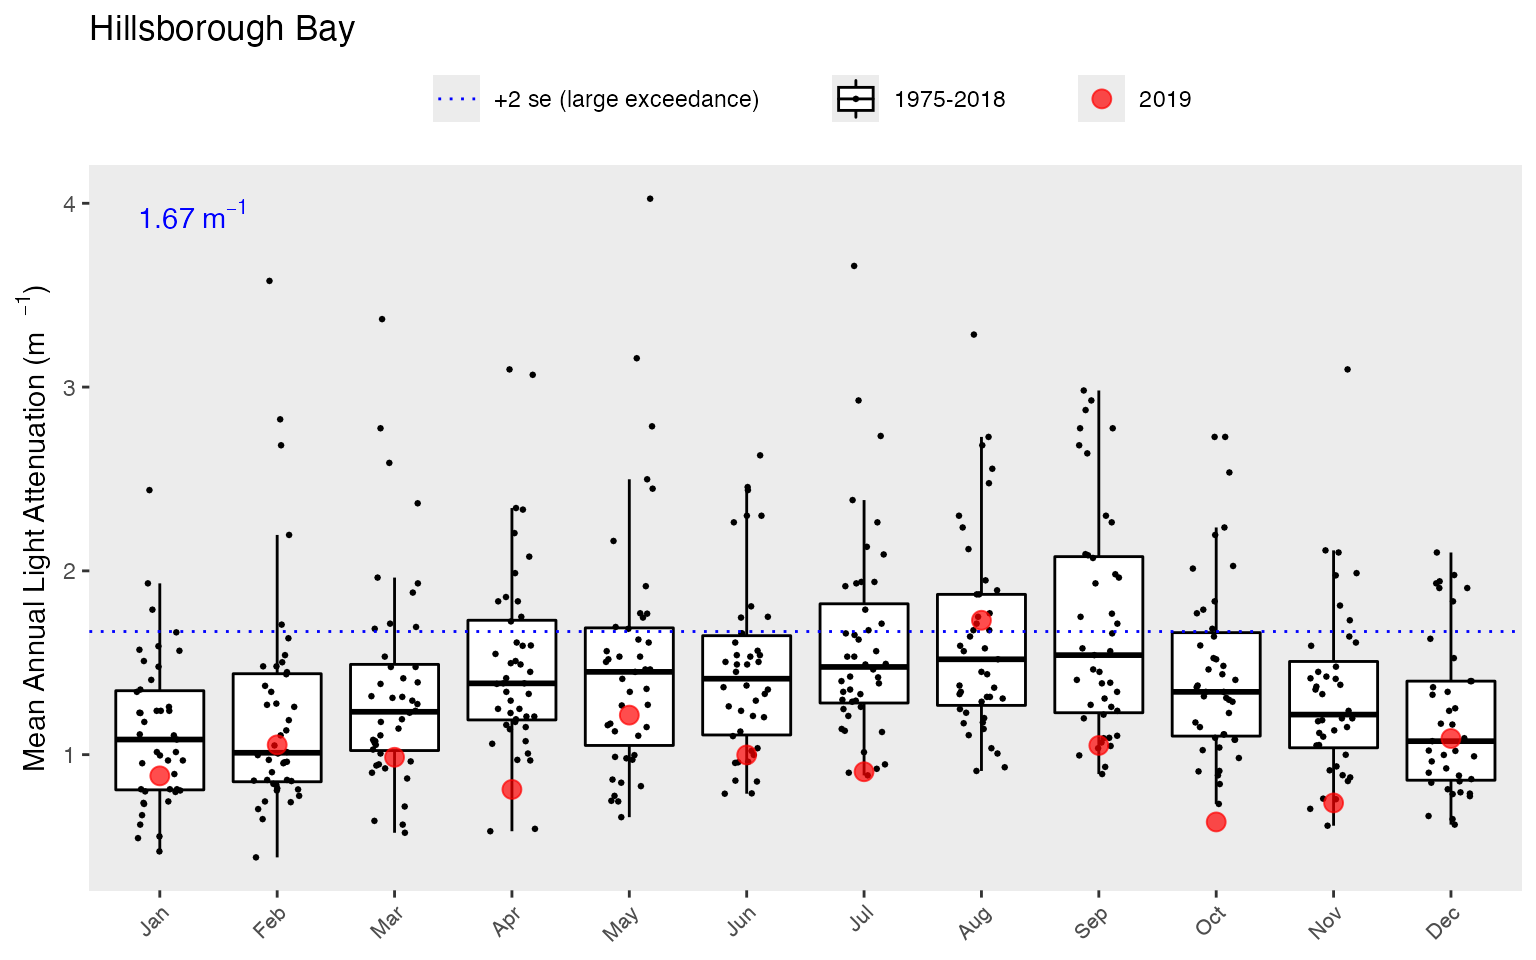 Hillsborough Bay
+2 se (large exceedance) 1975-2018 2019
1.67 m⁻¹
Mean Annual Light Attenuation (m ⁻¹)
4
3
2
1
Jan Feb Mar Apr May Jun Jul Aug Sep Oct Nov Dec